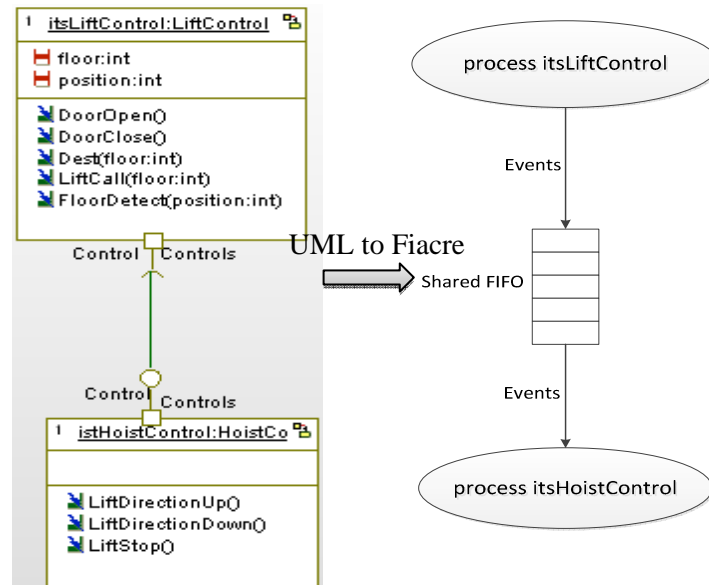 1 itsLiftControl:LiftControl
floor:int
position:int
DoorOpen()
DoorClose()
Dest(floor:int)
LiftCall(floor:int)
FloorDetect(position:int)
Control Controls
Control Controls
1 istHoistControl:HoistCo
LiftDirectionUp()
LiftDirectionDown()
LiftStop()
UML to Fiacre
process itsLiftControl
Events
Shared FIFO
Events
process itsHoistControl